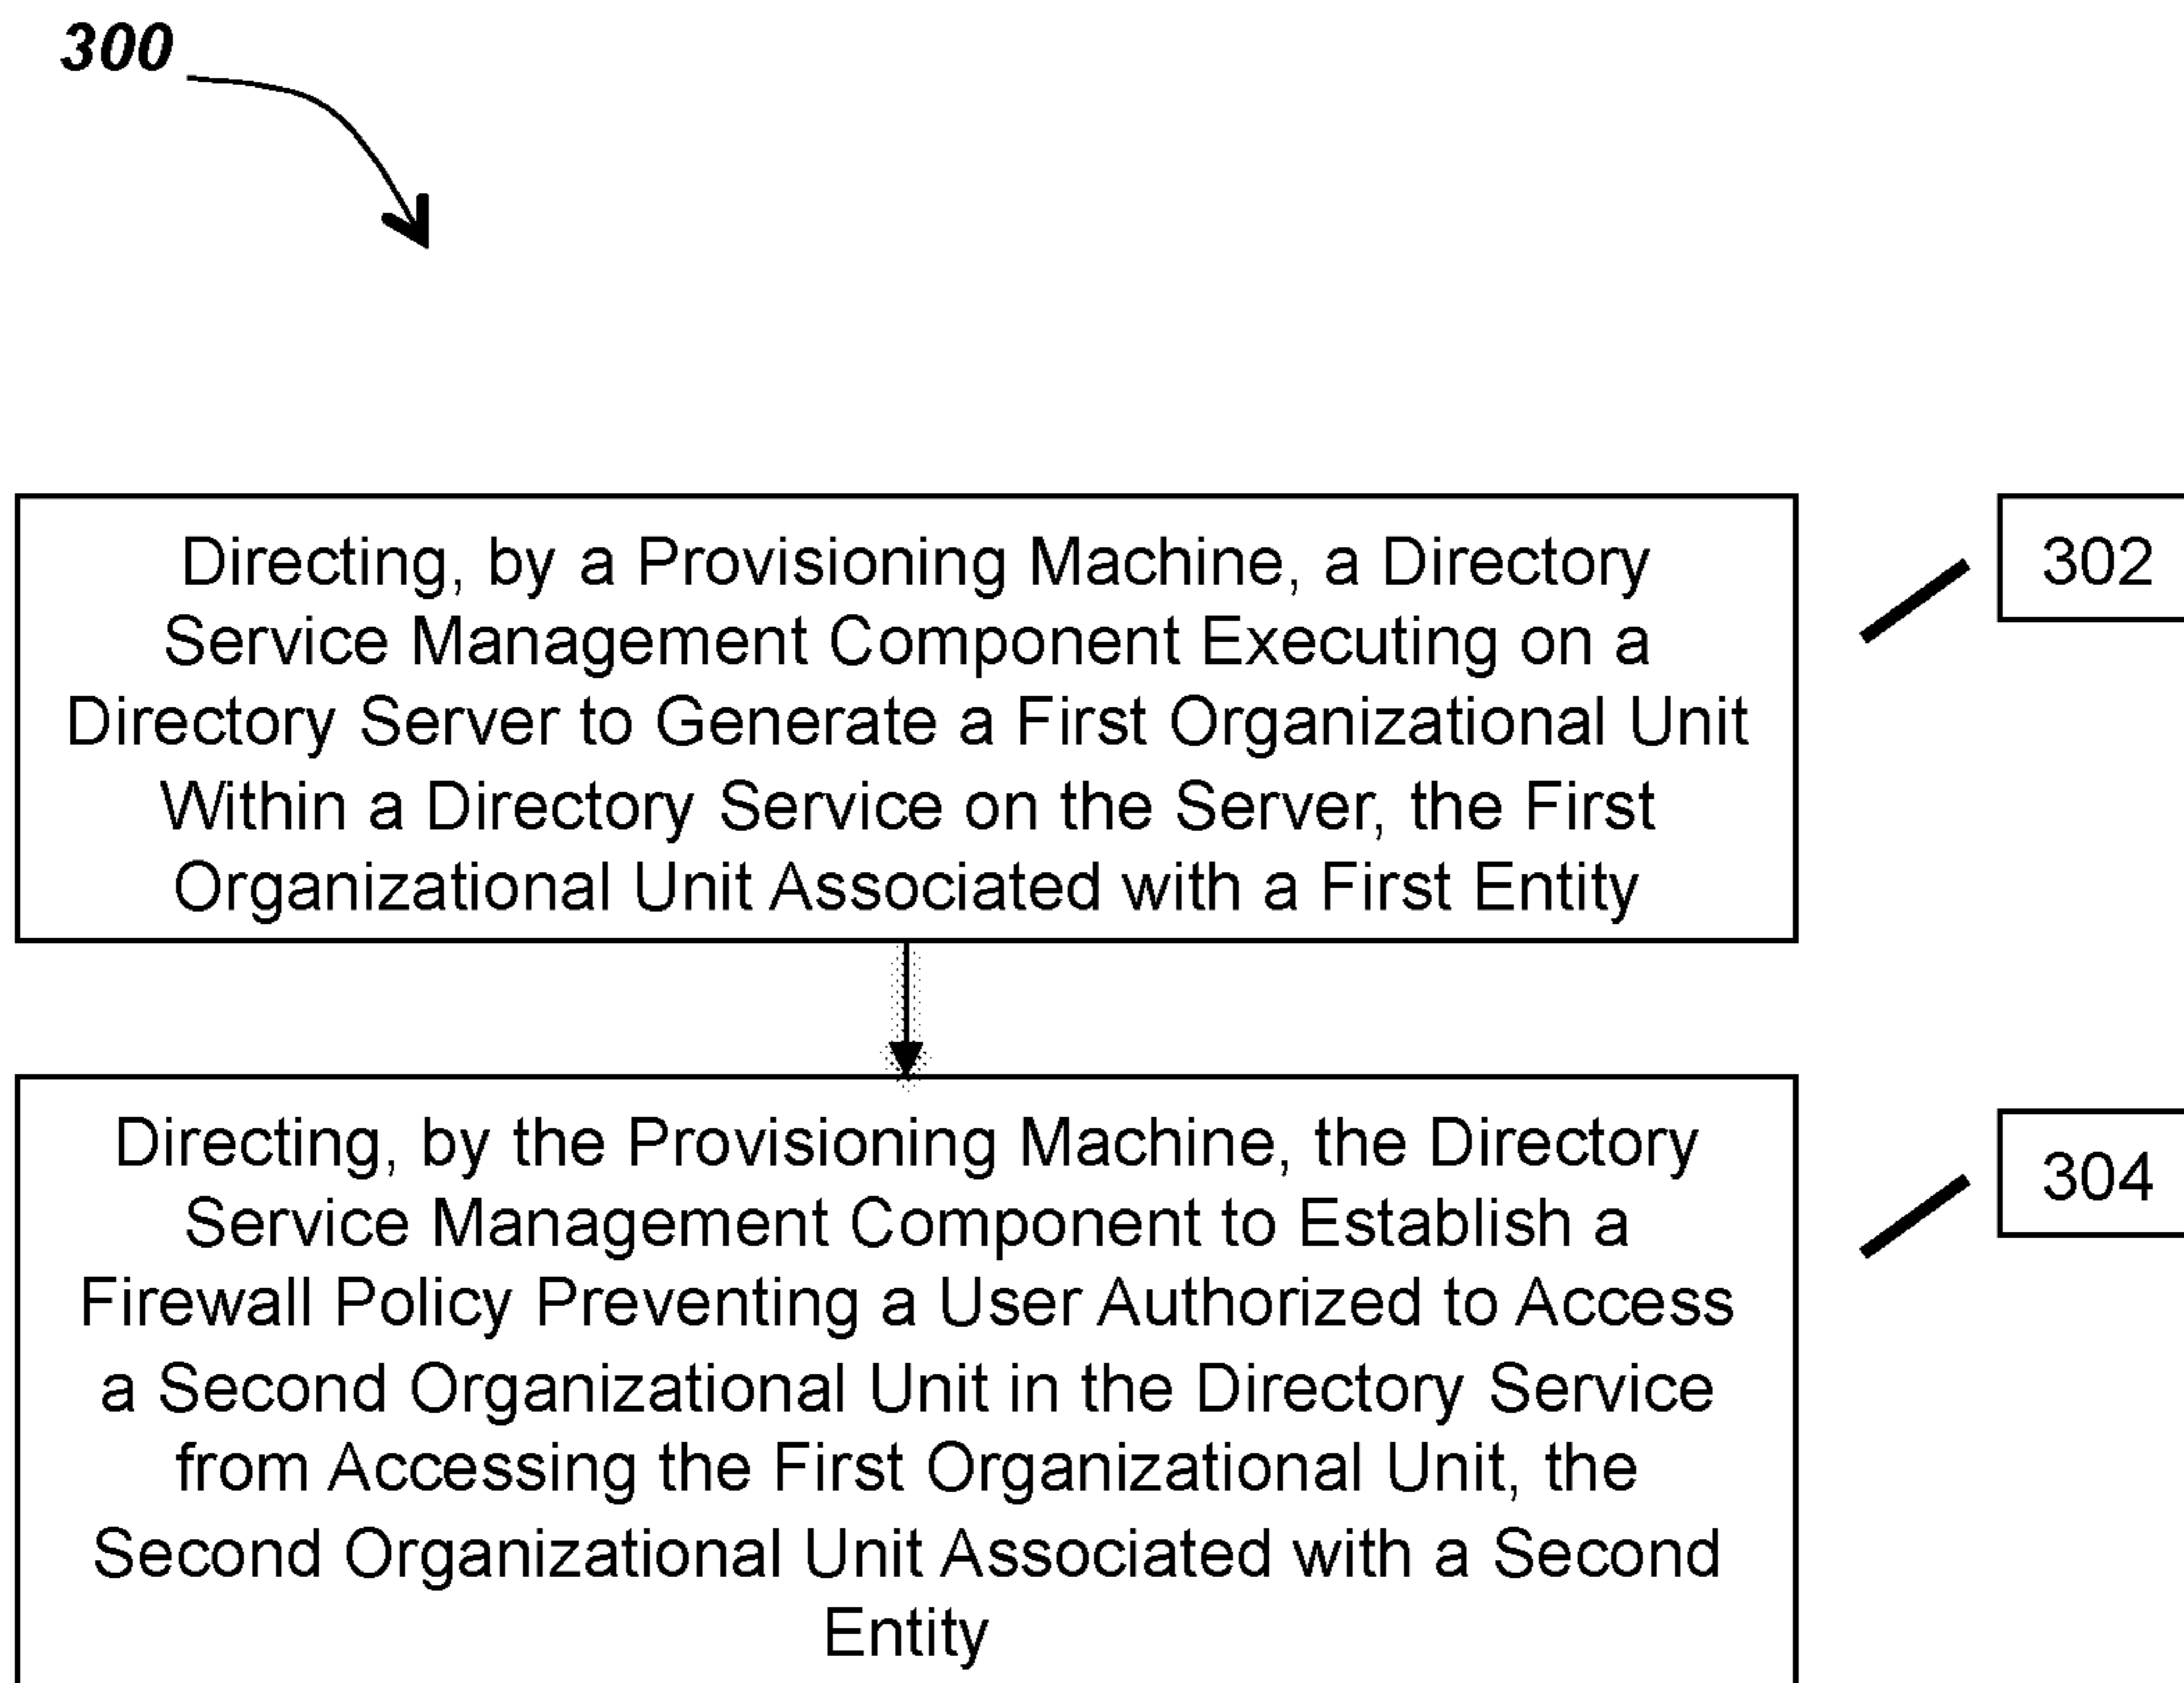 300
Directing, by a Provisioning Machine, a Directory
Service Management Component Executing on a
Directory Server to Generate a First Organizational Unit
Within a Directory Service on the Server, the First
Organizational Unit Associated with a First Entity
302
Directing, by the Provisioning Machine, the Directory
Service Management Component to Establish a
Firewall Policy Preventing a User Authorized to Access
a Second Organizational Unit in the Directory Service
from Accessing the First Organizational Unit, the
Second Organizational Unit Associated with a Second
Entity
304